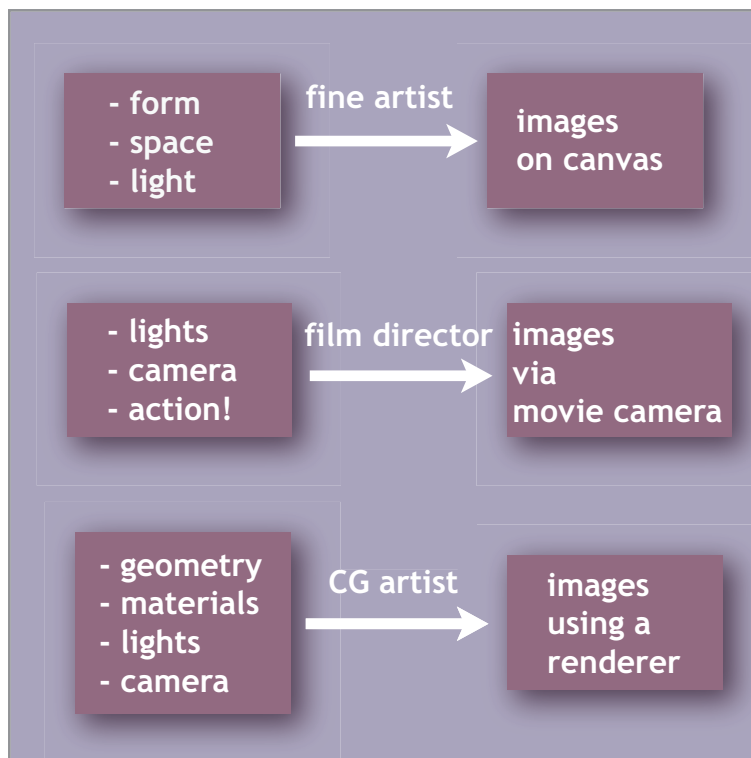 - form
- space
- light
fine artist
images
on canvas
- lights
- camera
- action!
film director
images
via
movie camera
- geometry
- materials
- lights
- camera
CG artist
images
using a
renderer